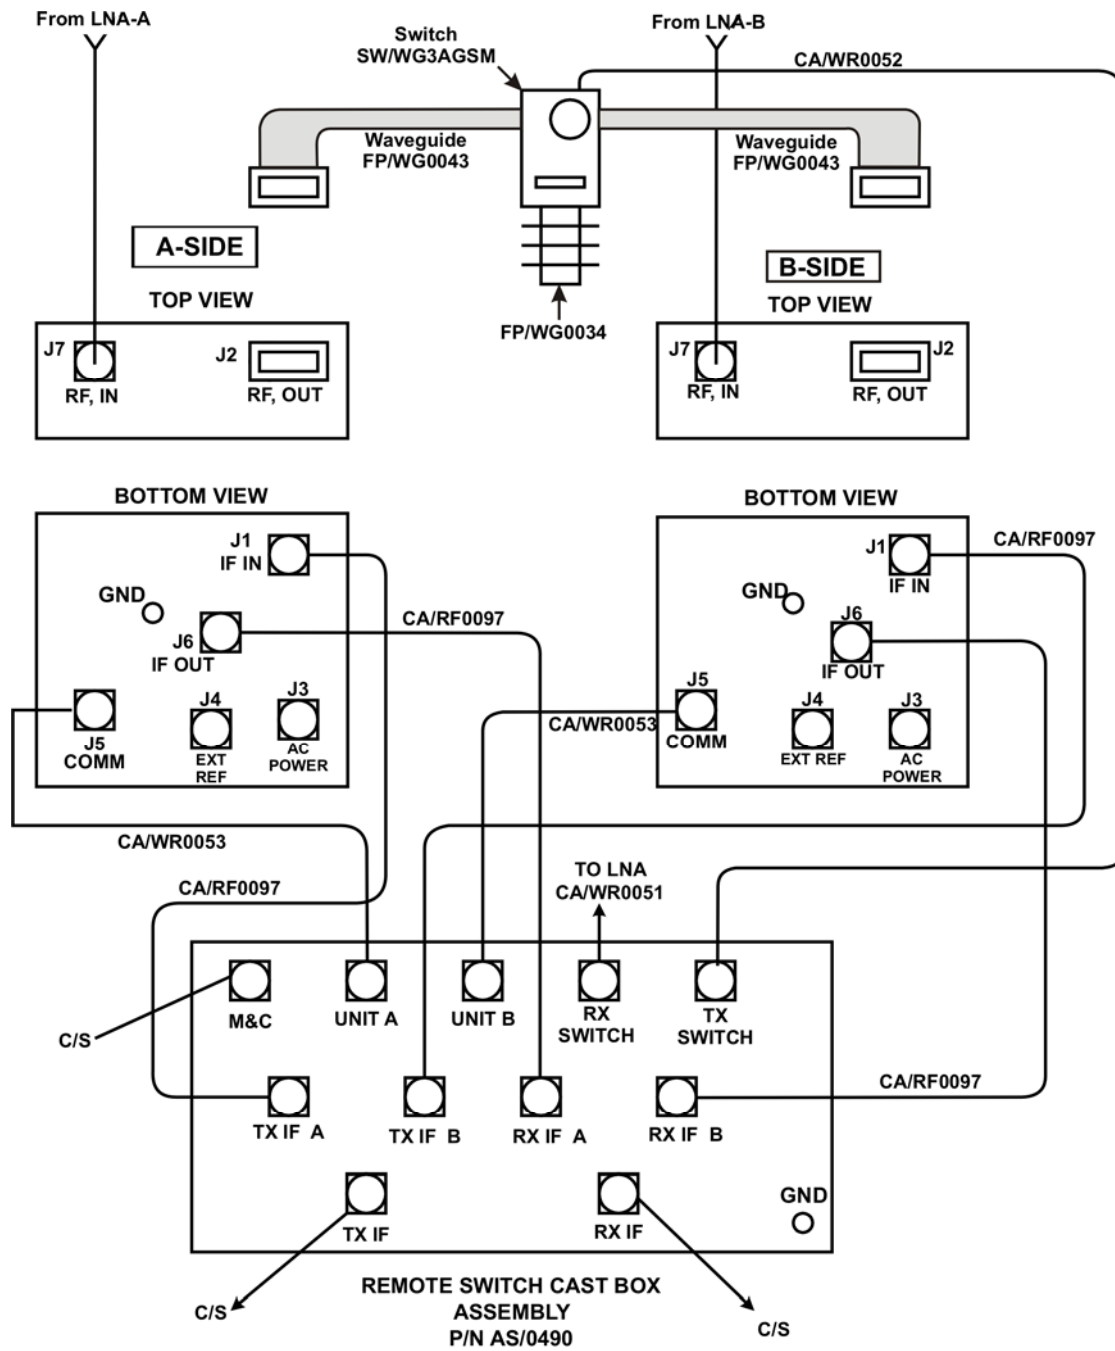 From LNA-A
Switch
SW/WG3AGSM
From LNA-B
CA/WR0052
Waveguide
FP/WG0043
Waveguide
FP/WG0043
A-SIDE
B-SIDE
TOP VIEW
TOP VIEW
FP/WG0034
J7
RF, IN
J2
RF, OUT
J7
RF, IN
J2
RF, OUT
BOTTOM VIEW
BOTTOM VIEW
J1
IF IN
GND
J6
IF OUT
CA/RF0097
J5
COMM
J4
EXT
REF
J3
AC
POWER
CA/RF0097
J1
IF IN
GND
J6
IF OUT
J5
COMM
CA/WR0053
J4
EXT REF
J3
AC
POWER
CA/WR0053
CA/RF0097
TO LNA
CA/WR0051
M&C
UNIT A
UNIT B
RX
SWITCH
TX
SWITCH
C/S
CA/RF0097
TX IF A
TX IF B
RX IF A
RX IF B
TX IF
RX IF
GND
C/S
C/S
REMOTE SWITCH CAST BOX
ASSEMBLY
P/N AS/0490